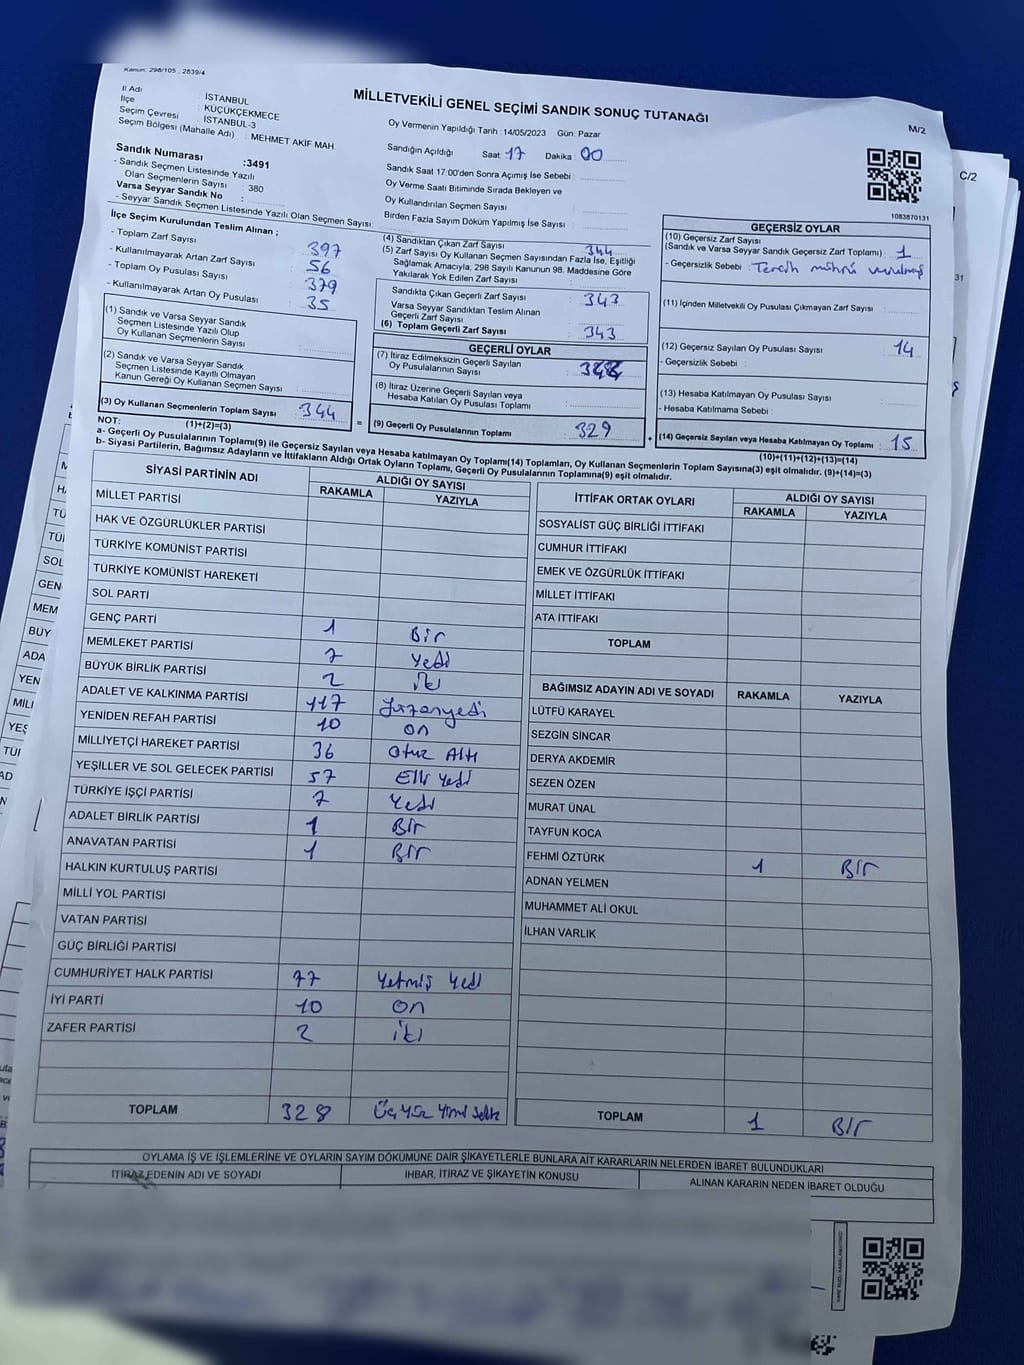 Kanun: 298/105 , 2839/4
MİLLETVEKİLİ GENEL SEÇİMİ SANDIK SONUÇ TUTANAĞI
M/2
C/2
İl Adı : İSTANBUL
İlçe : KÜÇÜKÇEKMECE
Seçim Çevresi : İSTANBUL-3
Seçim Bölgesi (Mahalle Adı) : MEHMET AKİF MAH.
Sandık Numarası :3491
- Sandık Seçmen Listesinde Yazılı
Olan Seçmenlerin Sayısı : 380
Varsa Seyyar Sandık No :
- Seyyar Sandık Seçmen Listesinde Yazılı Olan Seçmen Sayısı:
Oy Vermenin Yapıldığı Tarih : 14/05/2023 Gün: Pazar
Sandığın Açıldığı Saat: 17 Dakika : 00
Sandık Saat 17.00'den Sonra Açılmış İse Sebebi :
Oy Verme Saati Bitiminde Sırada Bekleyen ve
Oy Kullandırılan Seçmen Sayısı :
Birden Fazla Sayım Döküm Yapılmış İse Sayısı :
1083870131
İlçe Seçim Kurulundan Teslim Alınan ;
- Toplam Zarf Sayısı : 397
- Kullanılmayarak Artan Zarf Sayısı : 56
- Toplam Oy Pusulası Sayısı : 379
- Kullanılmayarak Artan Oy Pusulası : 35
(1) Sandık ve Varsa Seyyar Sandık
Seçmen Listesinde Yazılı Olup
Oy Kullanan Seçmenlerin Sayısı :
(2) Sandık ve Varsa Seyyar Sandık
Seçmen Listesinde Kayıtlı Olmayan
Kanun Gereği Oy Kullanan Seçmen Sayısı :
(3) Oy Kullanan Seçmenlerin Toplam Sayısı : 344
(1)+(2)=(3)
(4) Sandıktan Çıkan Zarf Sayısı : 344
(5) Zarf Sayısı Oy Kullanan Seçmen Sayısından Fazla İse, Eşitliği
Sağlamak Amacıyla, 298 Sayılı Kanunun 98. Maddesine Göre
Yakılarak Yok Edilen Zarf Sayısı :
Sandıkta Çıkan Geçerli Zarf Sayısı : 343
Varsa Seyyar Sandıktan Teslim Alınan
Geçerli Zarf Sayısı :
(6) Toplam Geçerli Zarf Sayısı : 343
GEÇERLİ OYLAR
(7) İtiraz Edilmeksizin Geçerli Sayılan
Oy Pusulalarının Sayısı :
(8) İtiraz Üzerine Geçerli Sayılan veya
Hesaba Katılan Oy Pusulası Toplamı :
= (9) Geçerli Oy Pusulalarının Toplamı : 329 +
GEÇERSİZ OYLAR
(10) Geçersiz Zarf Sayısı
(Sandık ve Varsa Seyyar Sandık Geçersiz Zarf Toplamı) : 1
- Geçersizlik Sebebi : Tercih mührü vurulmuş
(11) İçinden Milletvekili Oy Pusulası Çıkmayan Zarf Sayısı :
(12) Geçersiz Sayılan Oy Pusulası Sayısı : 14
- Geçersizlik Sebebi :
(13) Hesaba Katılmayan Oy Pusulası Sayısı :
- Hesaba Katılmama Sebebi :
(14) Geçersiz Sayılan veya Hesaba Katılmayan Oy Toplamı : 15
(10)+(11)+(12)+(13)=(14)
NOT:
a- Geçerli Oy Pusulalarının Toplamı(9) ile Geçersiz Sayılan veya Hesaba katılmayan Oy Toplamı(14) Toplamları, Oy Kullanan Seçmenlerin Toplam Sayısına(3) eşit olmalıdır. (9)+(14)=(3)
b- Siyasi Partilerin, Bağımsız Adayların ve İttifakların Aldığı Ortak Oyların Toplamı, Geçerli Oy Pusulalarının Toplamına(9) eşit olmalıdır.
SİYASİ PARTİNİN ADI ALDIĞI OY SAYISI
RAKAMLA YAZIYLA
MİLLET PARTİSİ
HAK VE ÖZGÜRLÜKLER PARTİSİ
TÜRKİYE KOMÜNİST PARTİSİ
TÜRKİYE KOMÜNİST HAREKETİ
SOL PARTİ
GENÇ PARTİ 1 Bir
MEMLEKET PARTİSİ 7 Yedi
BÜYÜK BİRLİK PARTİSİ 2 iki
ADALET VE KALKINMA PARTİSİ 117 Yüzonyedi
YENİDEN REFAH PARTİSİ 10 on
MİLLİYETÇİ HAREKET PARTİSİ 36 Otuz Altı
YEŞİLLER VE SOL GELECEK PARTİSİ 57 Elli Yedi
TÜRKİYE İŞÇİ PARTİSİ 7 Yedi
ADALET BİRLİK PARTİSİ 1 Bir
ANAVATAN PARTİSİ 1 Bir
HALKIN KURTULUŞ PARTİSİ
MİLLİ YOL PARTİSİ
VATAN PARTİSİ
GÜÇ BİRLİĞİ PARTİSİ
CUMHURİYET HALK PARTİSİ 77 Yetmiş Yedi
İYİ PARTİ 10 on
ZAFER PARTİSİ 2 iki
TOPLAM 328 Üç Yüz Yirmi Sekiz
İTTİFAK ORTAK OYLARI ALDIĞI OY SAYISI
RAKAMLA YAZIYLA
SOSYALİST GÜÇ BİRLİĞİ İTTİFAKI
CUMHUR İTTİFAKI
EMEK VE ÖZGÜRLÜK İTTİFAKI
MİLLET İTTİFAKI
ATA İTTİFAKI
TOPLAM
BAĞIMSIZ ADAYIN ADI VE SOYADI RAKAMLA YAZIYLA
LÜTFÜ KARAYEL
SEZGİN SİNCAR
DERYA AKDEMİR
SEZEN ÖZEN
MURAT ÜNAL
TAYFUN KOCA
FEHMİ ÖZTÜRK 1 Bir
ADNAN YELMEN
MUHAMMET ALİ OKUL
İLHAN VARLIK
TOPLAM 1 Bir
OYLAMA İŞ VE İŞLEMLERİNE VE OYLARIN SAYIM DÖKÜMÜNE DAİR ŞİKAYETLERLE BUNLARA AİT KARARLARIN NELERDEN İBARET BULUNDUKLARI
İTİRAZ EDENİN ADI VE SOYADI İHBAR, İTİRAZ VE ŞİKAYETİN KONUSU ALINAN KARARIN NEDEN İBARET OLDUĞU